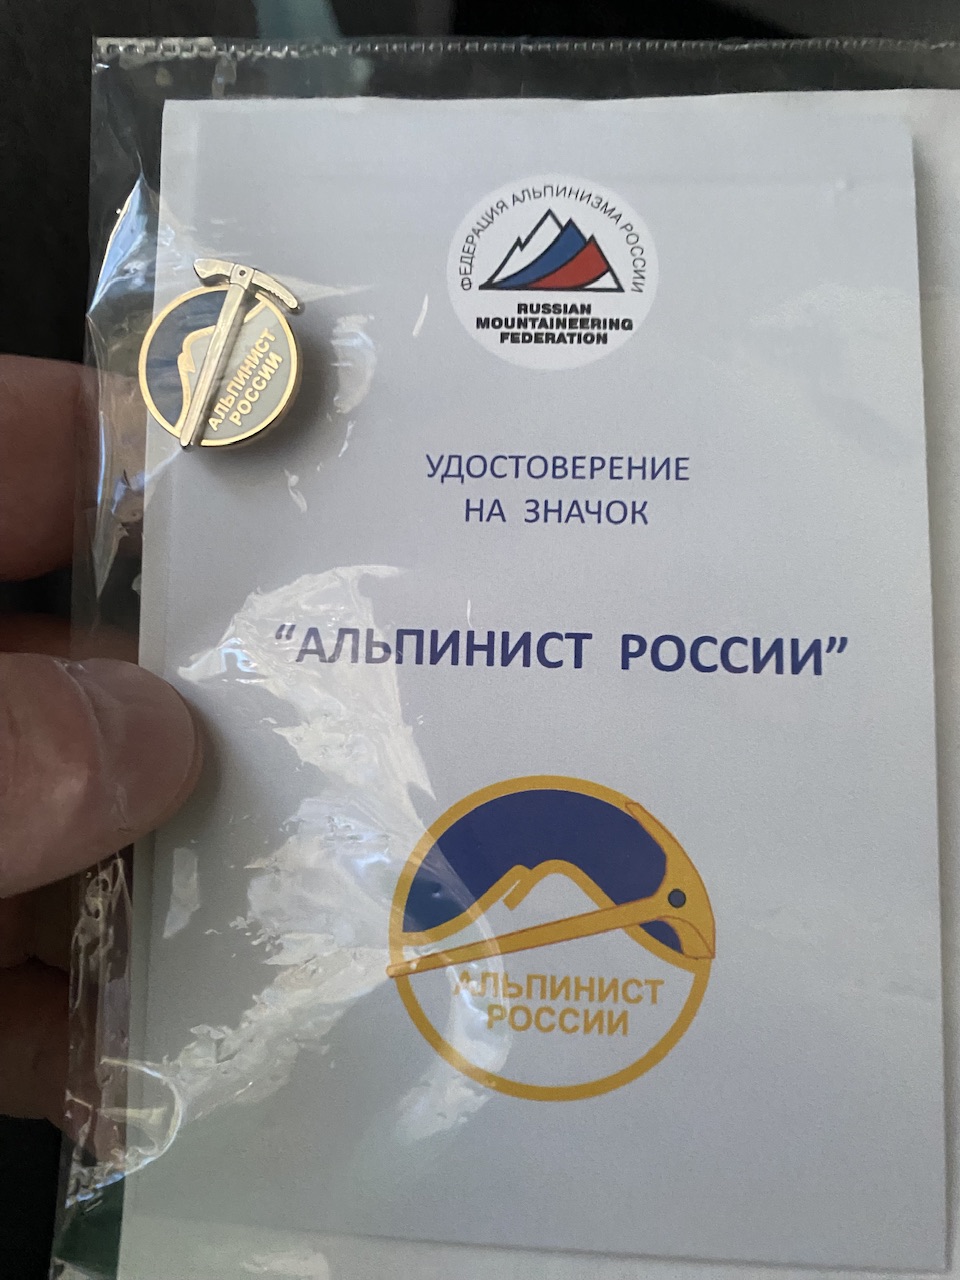 ФЕДЕРАЦИЯ АЛЬПИНИЗМА РОССИИ
RUSSIAN
MOUNTAINEERING
FEDERATION
АЛЬПИНИСТ
РОССИИ
УДОСТОВЕРЕНИЕ
НА ЗНАЧОК
“АЛЬПИНИСТ РОССИИ”
АЛЬПИНИСТ
РОССИИ